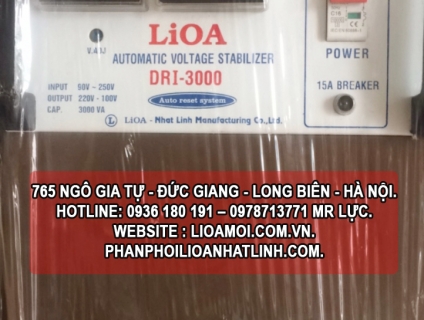 LiOA
V.ADJ
AUTOMATIC VOLTAGE STABILIZER
DRI-3000
POWER
INPUT 90V - 250V
OUTPUT 220V - 100V
CAP. 3000 VA
Auto reset system
15A BREAKER
LIOA - Nhat Linh Manufacturing Co.,Ltd.
765 NGÔ GIA TỰ - ĐỨC GIANG - LONG BIÊN - HÀ NỘI.
HOTLINE: 0936 180 191 – 0978713771 MR LỰC.
WEBSITE : LIOAMOI.COM.VN.
PHANPHOILIOANHATLINH.COM.